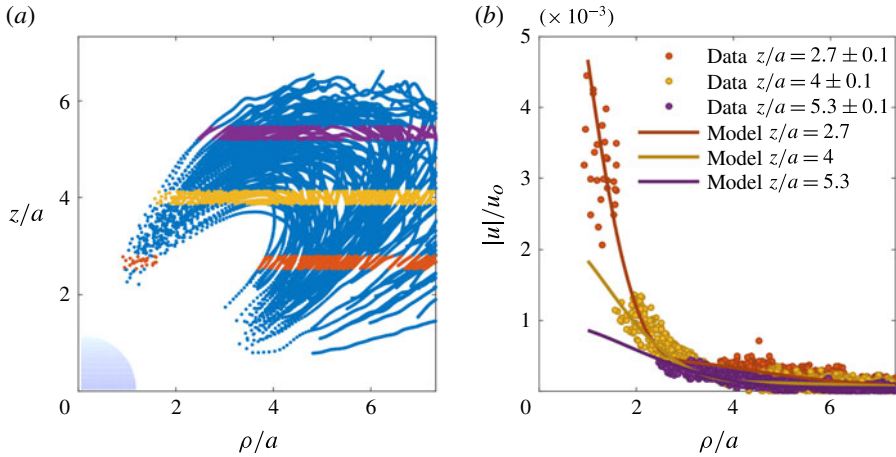 (a)
6
4
z/a
2
0
2
4
6
ρ/a
(b)
(× 10⁻³)
5
4
3
|u|/uₒ
2
1
0
2
4
6
ρ/a
Data z/a = 2.7 ± 0.1
Data z/a = 4 ± 0.1
Data z/a = 5.3 ± 0.1
Model z/a = 2.7
Model z/a = 4
Model z/a = 5.3